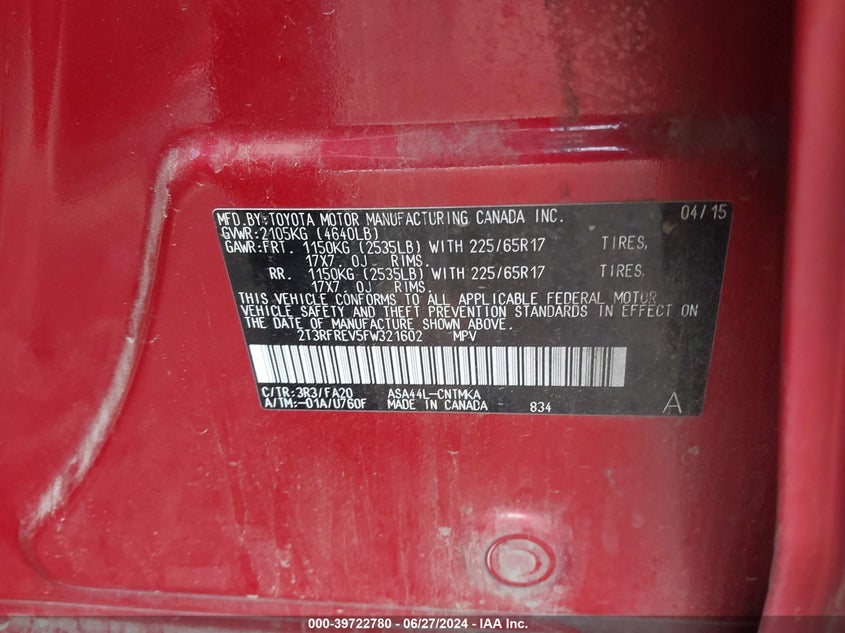 MFD.BY:TOYOTA MOTOR MANUFACTURING CANADA INC. 04/15
GVWR:2105KG (4640LB)
GAWR:FRT. 1150KG (2535LB) WITH 225/65R17 TIRES,
17X7.0J RIMS.
RR. 1150KG (2535LB) WITH 225/65R17 TIRES,
17X7.0J RIMS.
THIS VEHICLE CONFORMS TO ALL APPLICABLE FEDERAL MOTOR
VEHICLE SAFETY AND THEFT PREVENTION STANDARDS IN EFFECT ON
THE DATE OF MANUFACTURE SHOWN ABOVE.
2T3RFREV5FW321602 MPV
C/TR:3R3/FA20 ASA44L-CNTMKA
A/TM:-01A/U760F MADE IN CANADA 834 A
000-39722780 - 06/27/2024 - IAA Inc.